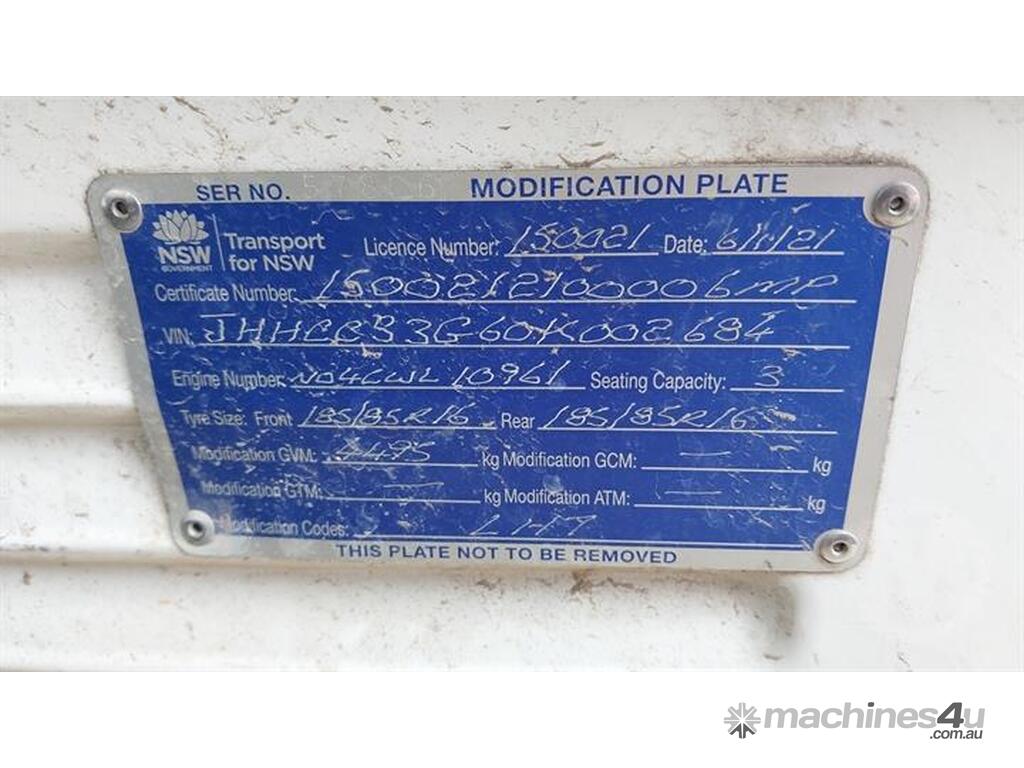 SER NO. MODIFICATION PLATE
NSW GOVERNMENT Transport for NSW Licence Number: 150021 Date: 6/1/21
Certificate Number: 1500212100006MP
VIN: JHHCCB3G60K002684
Engine Number: N04CWL10961 Seating Capacity: 3
Tyre Size: Front 185/85R16 Rear 185/85R16
Modification GVM: 4495 kg Modification GCM: — kg
Modification GTM: — kg Modification ATM: — kg
Modification Codes:
THIS PLATE NOT TO BE REMOVED
machines4u
.com.au